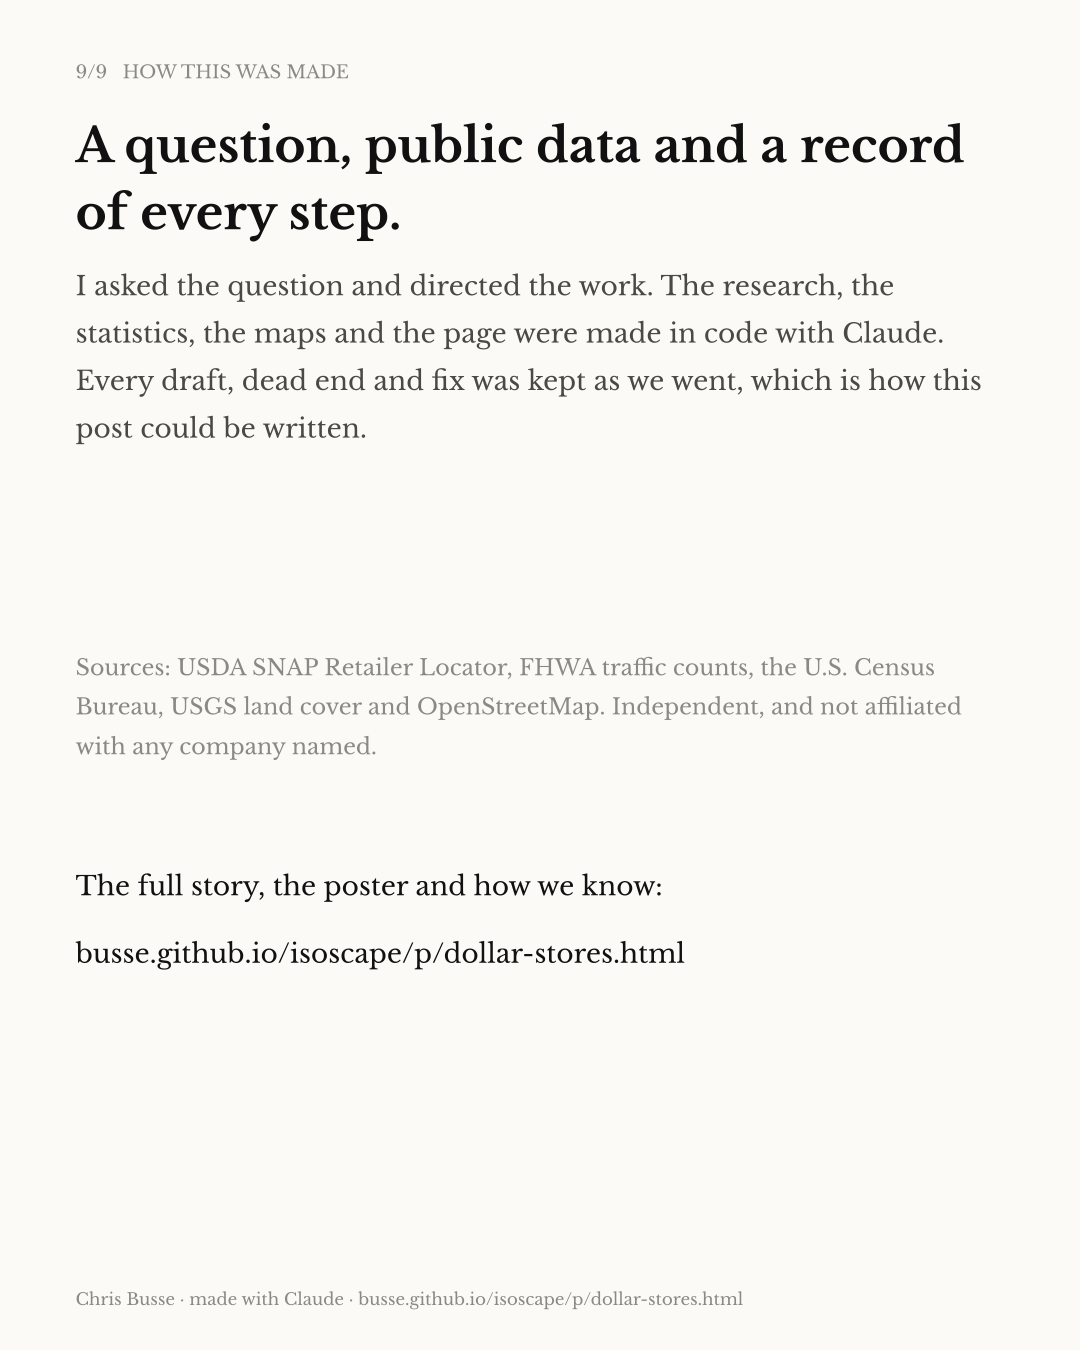 9/9 HOW THIS WAS MADE
A question, public data and a record
of every step.
I asked the question and directed the work. The research, the
statistics, the maps and the page were made in code with Claude.
Every draft, dead end and fix was kept as we went, which is how this
post could be written.
Sources: USDA SNAP Retailer Locator, FHWA traffic counts, the U.S. Census
Bureau, USGS land cover and OpenStreetMap. Independent, and not affiliated
with any company named.
The full story, the poster and how we know:
busse.github.io/isoscape/p/dollar-stores.html
Chris Busse · made with Claude · busse.github.io/isoscape/p/dollar-stores.html